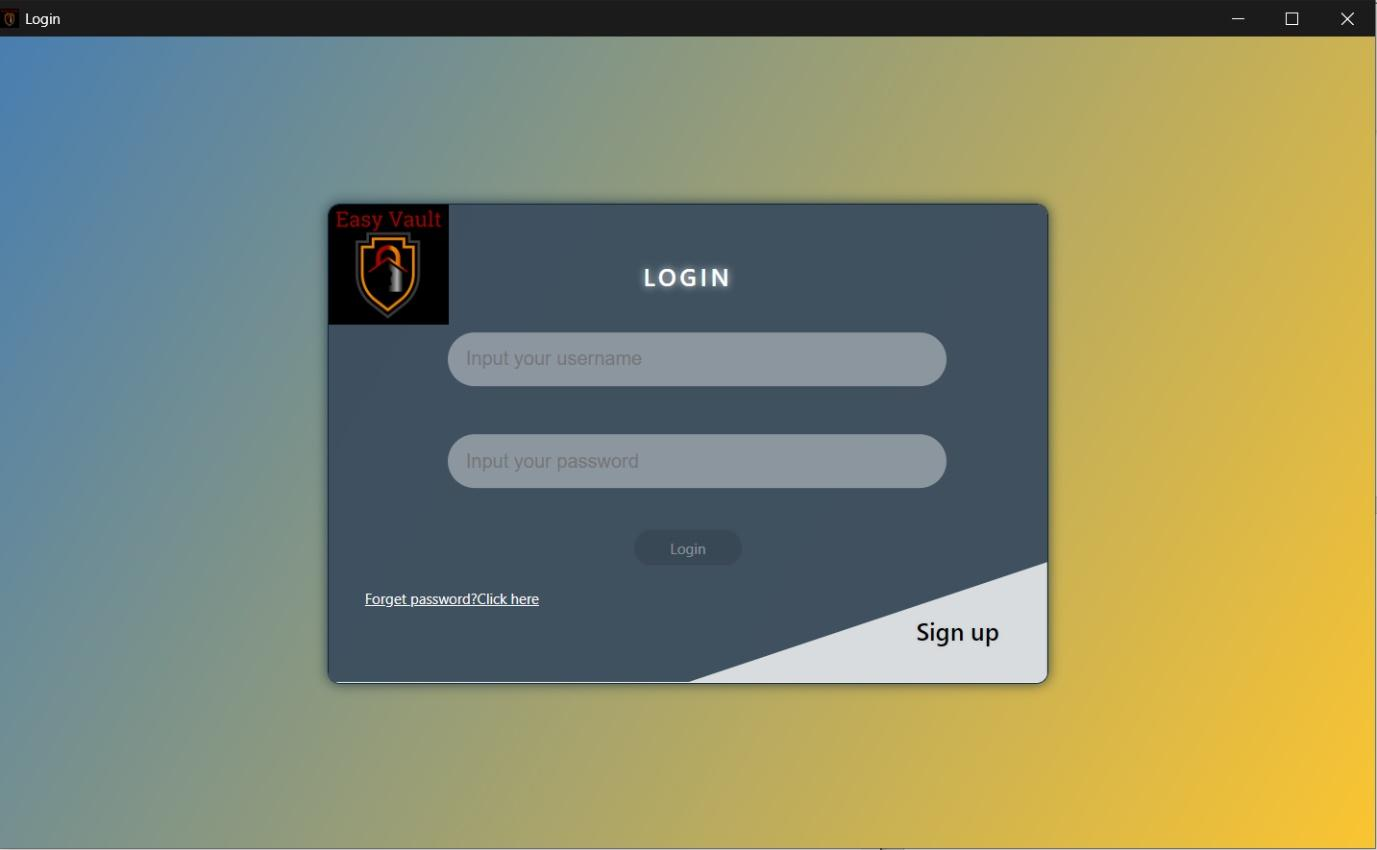 Login
Easy Vault
LOGIN
Input your username
Input your password
Login
Forget password?Click here
Sign up